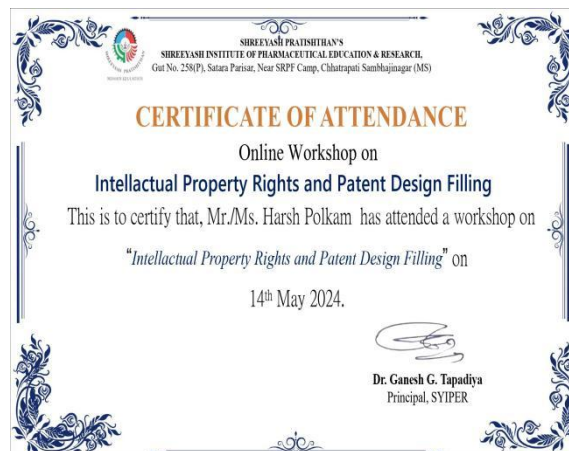 SHREEYASH PRATISHTHAN'S
SHREEYASH INSTITUTE OF PHARMACEUTICAL EDUCATION & RESEARCH,
Gut No. 258(P), Satara Parisar, Near SRPF Camp, Chhatrapati Sambhajinagar (MS)
CERTIFICATE OF ATTENDANCE
Online Workshop on
Intellactual Property Rights and Patent Design Filling
This is to certify that, Mr./Ms. Harsh Polkam has attended a workshop on
"Intellactual Property Rights and Patent Design Filling" on
14th May 2024.
Dr. Ganesh G. Tapadiya
Principal, SYIPER